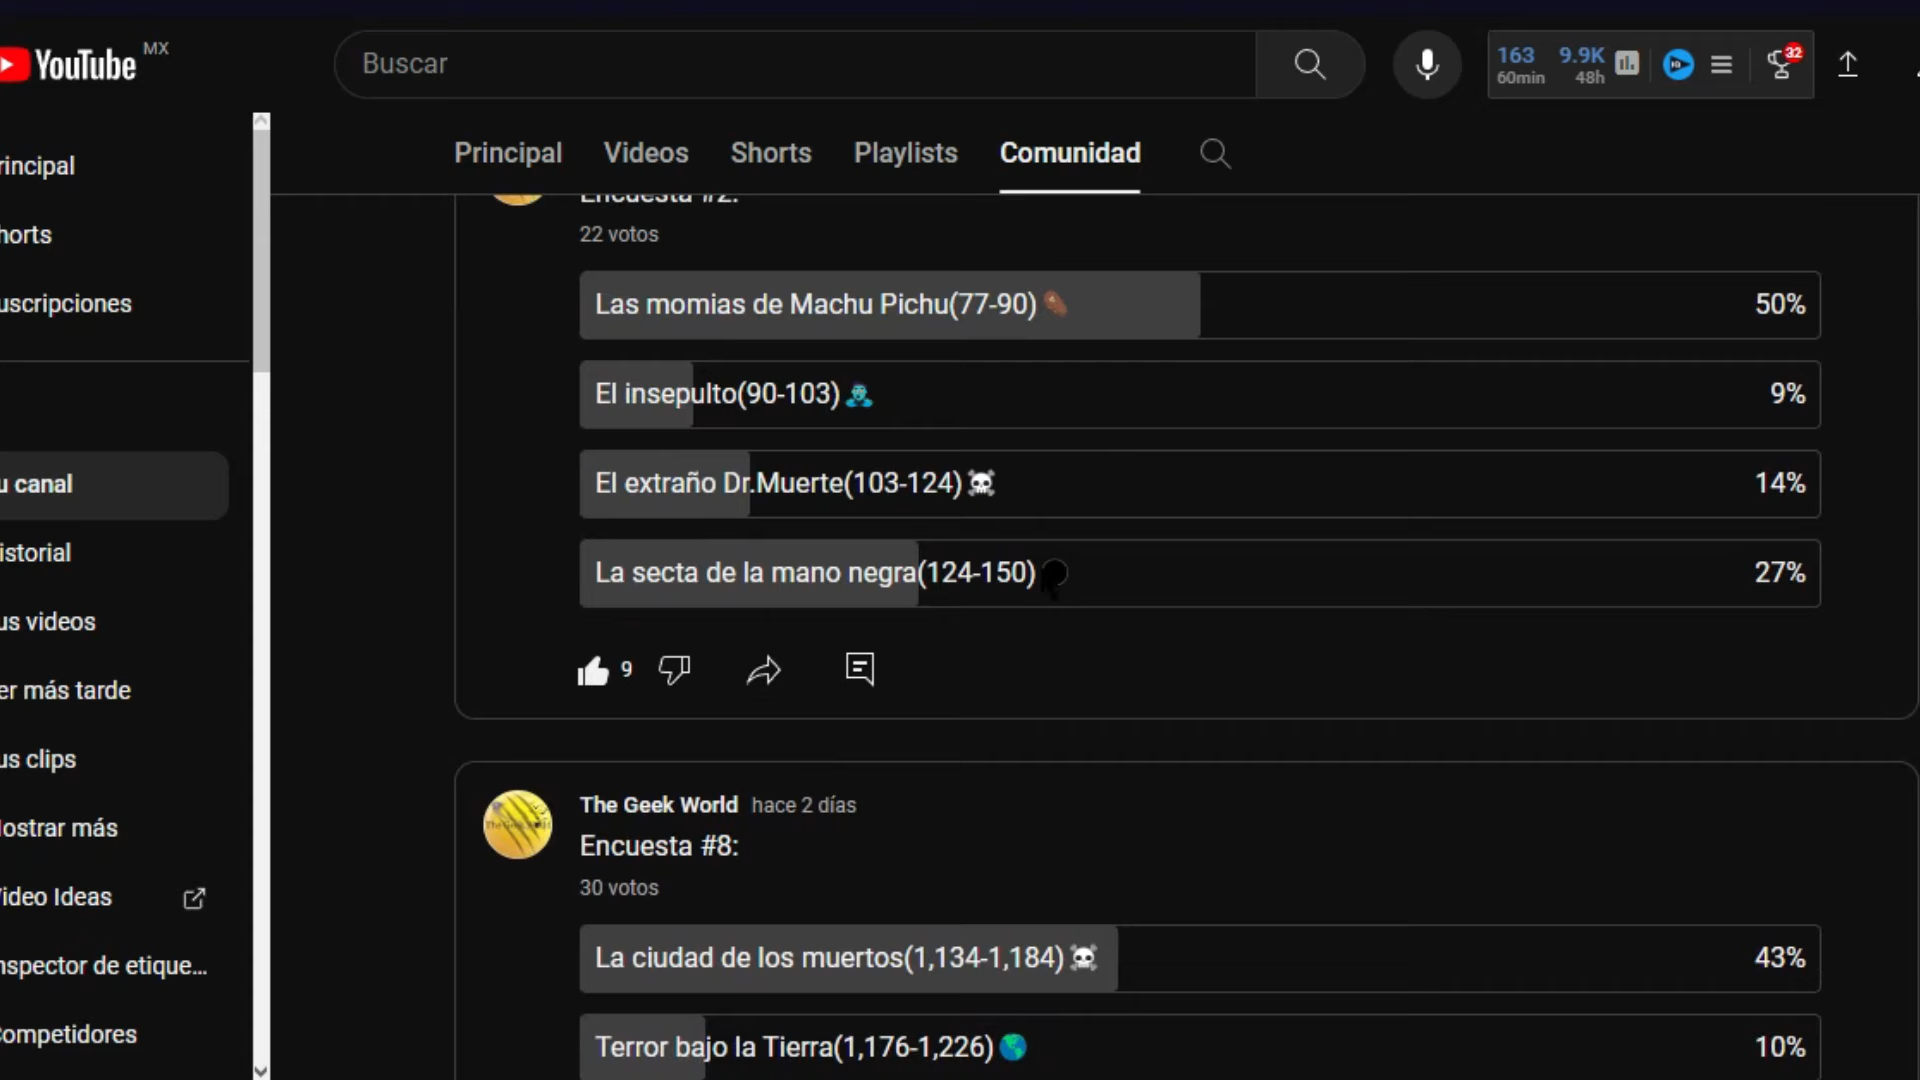 YouTube MX
Buscar
163 60min
9.9K 48h
32
rincipal
horts
uscripciones
u canal
istorial
us videos
er más tarde
us clips
ostrar más
ideo Ideas
nspector de etique...
ompetidores
Principal Videos Shorts Playlists Comunidad
Encuesta #2:
22 votos
Las momias de Machu Pichu(77-90) 50%
El insepulto(90-103) 9%
El extraño Dr.Muerte(103-124) 14%
La secta de la mano negra(124-150) 27%
9
The Geek World hace 2 días
Encuesta #8:
30 votos
La ciudad de los muertos(1,134-1,184) 43%
Terror bajo la Tierra(1,176-1,226) 10%